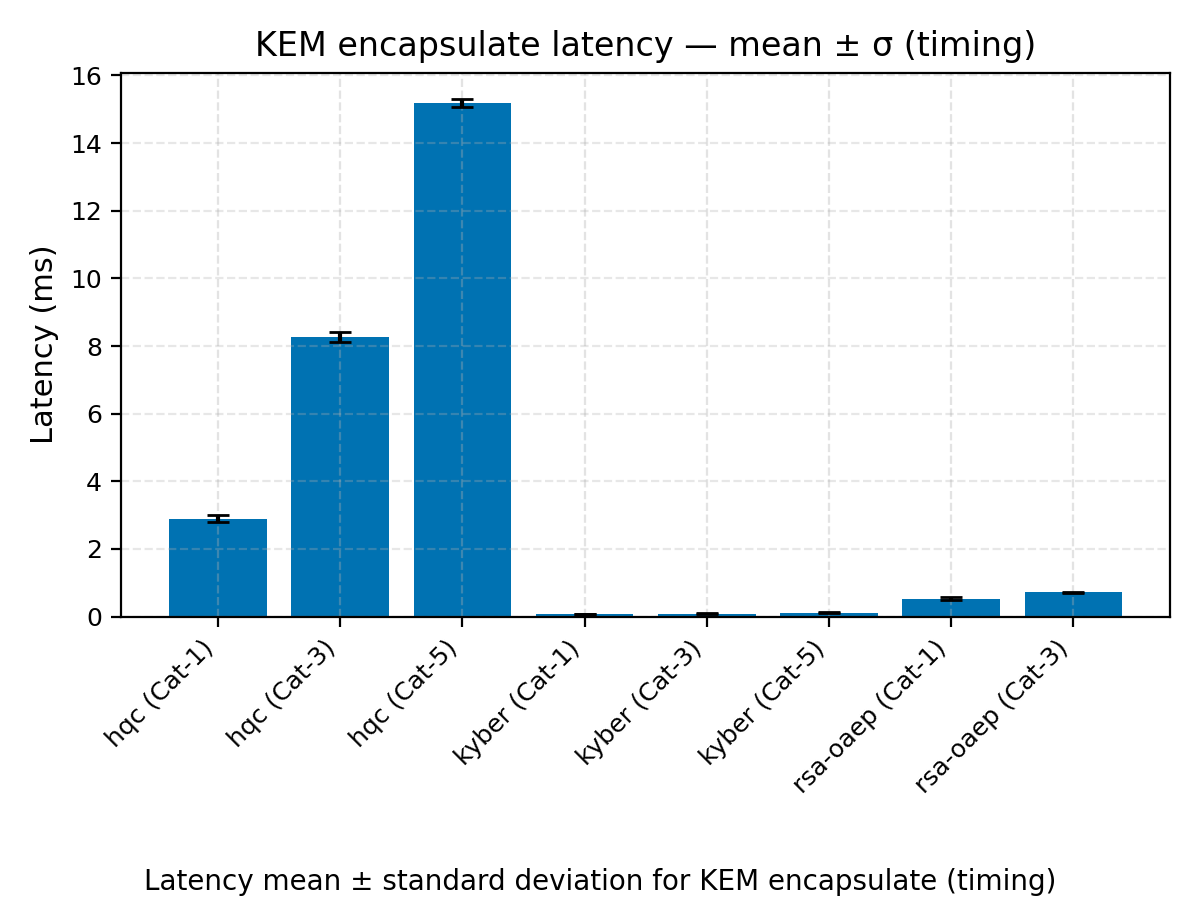 KEM encapsulate latency — mean ± σ (timing)
Latency (ms)
16
14
12
10
8
6
4
2
0
hqc (Cat-1)
hqc (Cat-3)
hqc (Cat-5)
kyber (Cat-1)
kyber (Cat-3)
kyber (Cat-5)
rsa-oaep (Cat-1)
rsa-oaep (Cat-3)
Latency mean ± standard deviation for KEM encapsulate (timing)